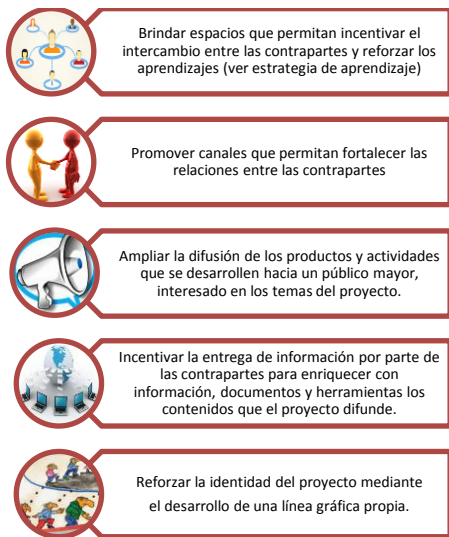 Brindar espacios que permitan incentivar el
intercambio entre las contrapartes y reforzar los
aprendizajes (ver estrategia de aprendizaje)
Promover canales que permitan fortalecer las
relaciones entre las contrapartes
Ampliar la difusión de los productos y actividades
que se desarrollen hacia un público mayor,
interesado en los temas del proyecto.
Incentivar la entrega de información por parte de
las contrapartes para enriquecer con
información, documentos y herramientas los
contenidos que el proyecto difunde.
Reforzar la identidad del proyecto mediante
el desarrollo de una línea gráfica propia.